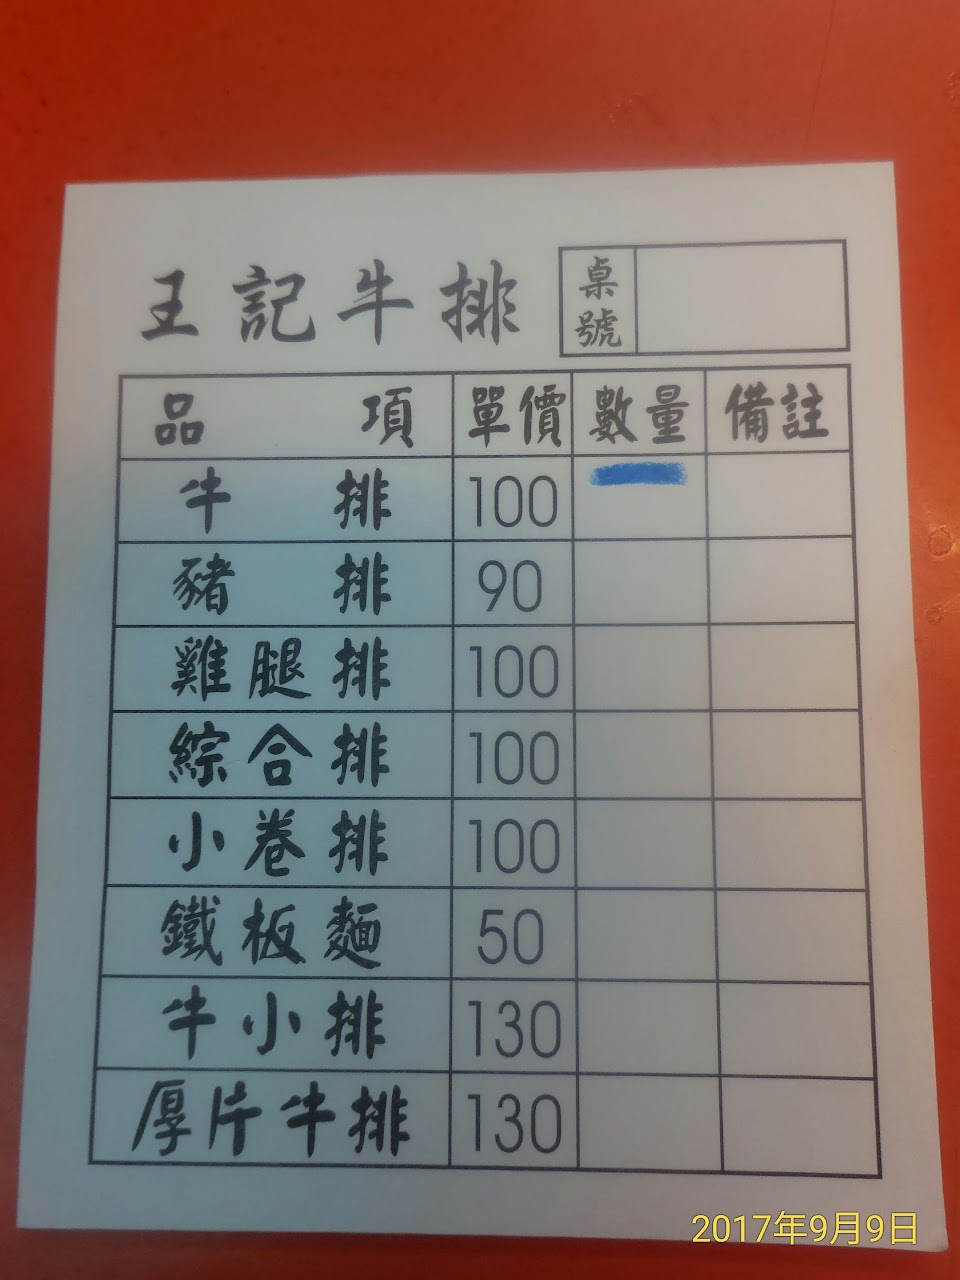 王記牛排
桌號
品項 單價 數量 備註
牛排 100
豬排 90
雞腿排 100
綜合排 100
小卷排 100
鐵板麵 50
牛小排 130
厚片牛排 130
2017年9月9日